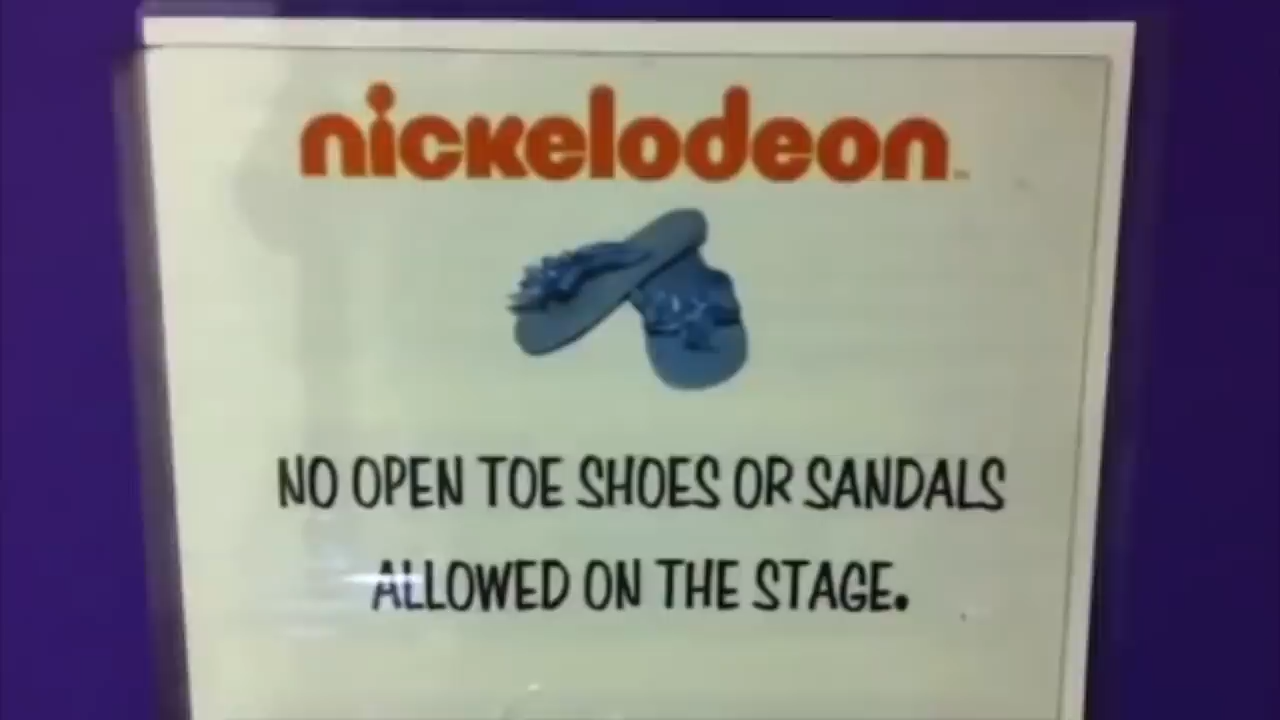 nickelodeon
NO OPEN TOE SHOES OR SANDALS
ALLOWED ON THE STAGE.